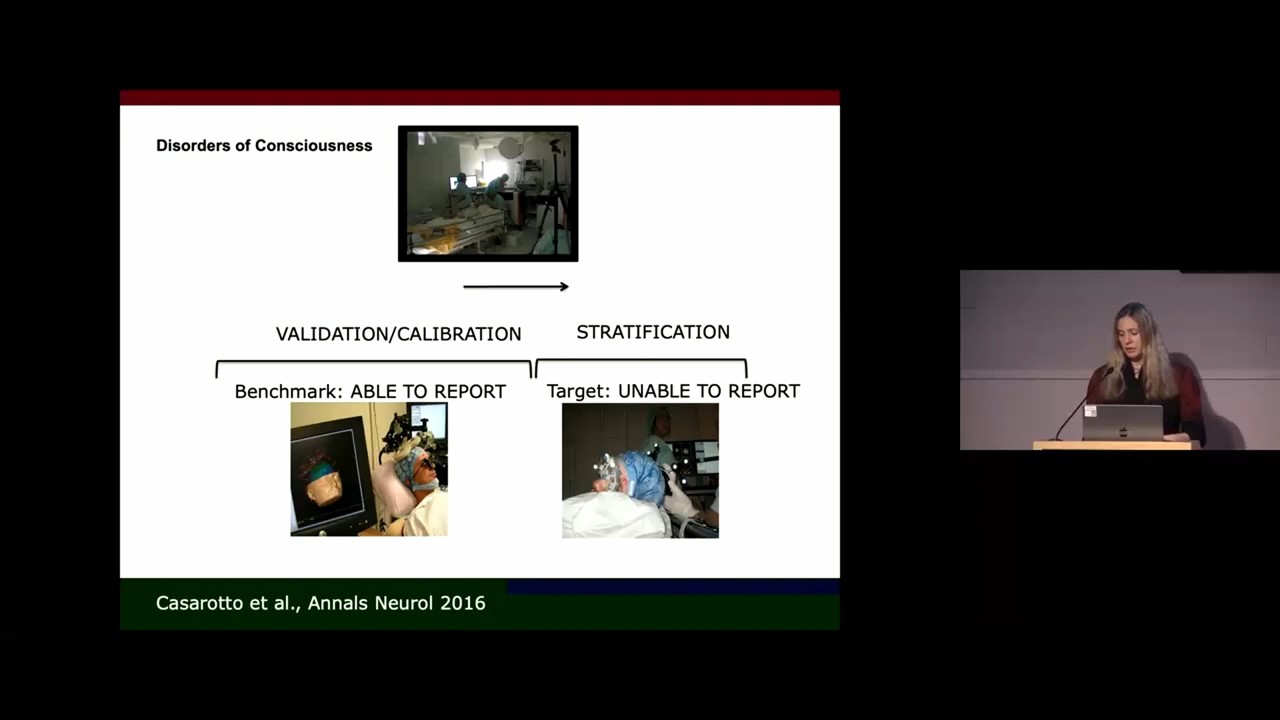 Disorders of Consciousness
VALIDATION/CALIBRATION
STRATIFICATION
Benchmark: ABLE TO REPORT
Target: UNABLE TO REPORT
Casarotto et al., Annals Neurol 2016